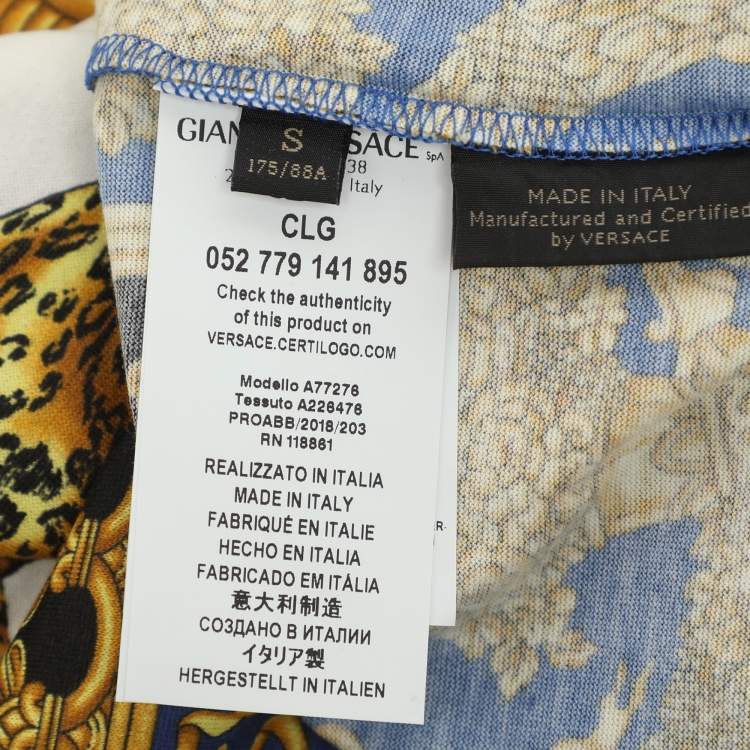 S
175/88A
GIAN
SACE SpA
38
Italy
MADE IN ITALY
Manufactured and Certified
by VERSACE
CLG
052 779 141 895
Check the authenticity
of this product on
VERSACE.CERTILOGO.COM
Modello A77276
Tessuto A226476
PROABB/2018/203
RN 118861
REALIZZATO IN ITALIA
MADE IN ITALY
FABRIQUÉ EN ITALIE
HECHO EN ITALIA
FABRICADO EM ITÁLIA
意大利制造
СОЗДАНО В ИТАЛИИ
イタリア製
HERGESTELLT IN ITALIEN